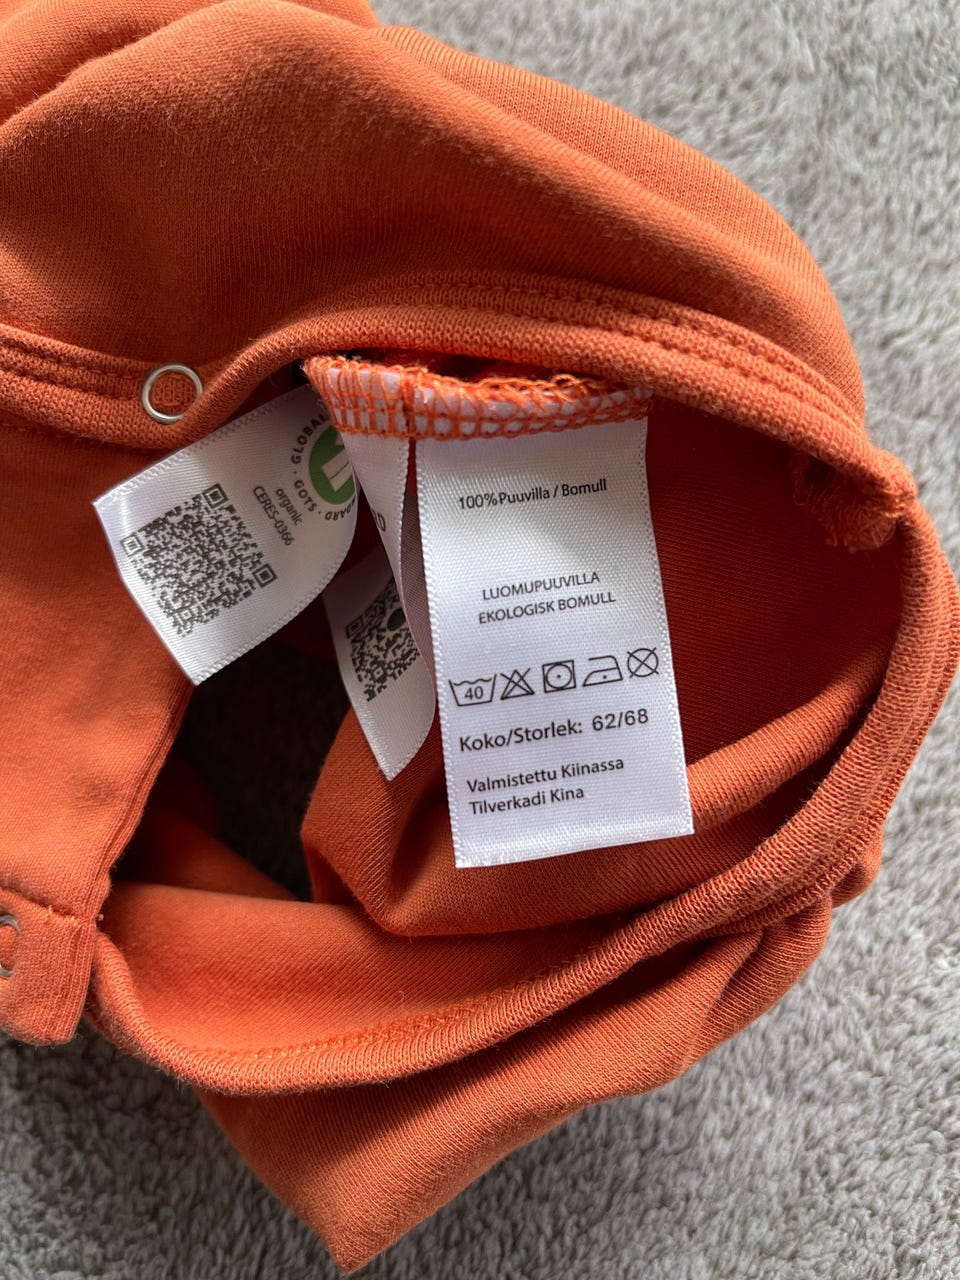 GLOBAL
GOTS
organic
CERES-0366
100%Puuvilla / Bomull
LUOMUPUUVILLA
EKOLOGISK BOMULL
40
Koko/Storlek: 62/68
Valmistettu Kiinassa
Tilverkadi Kina